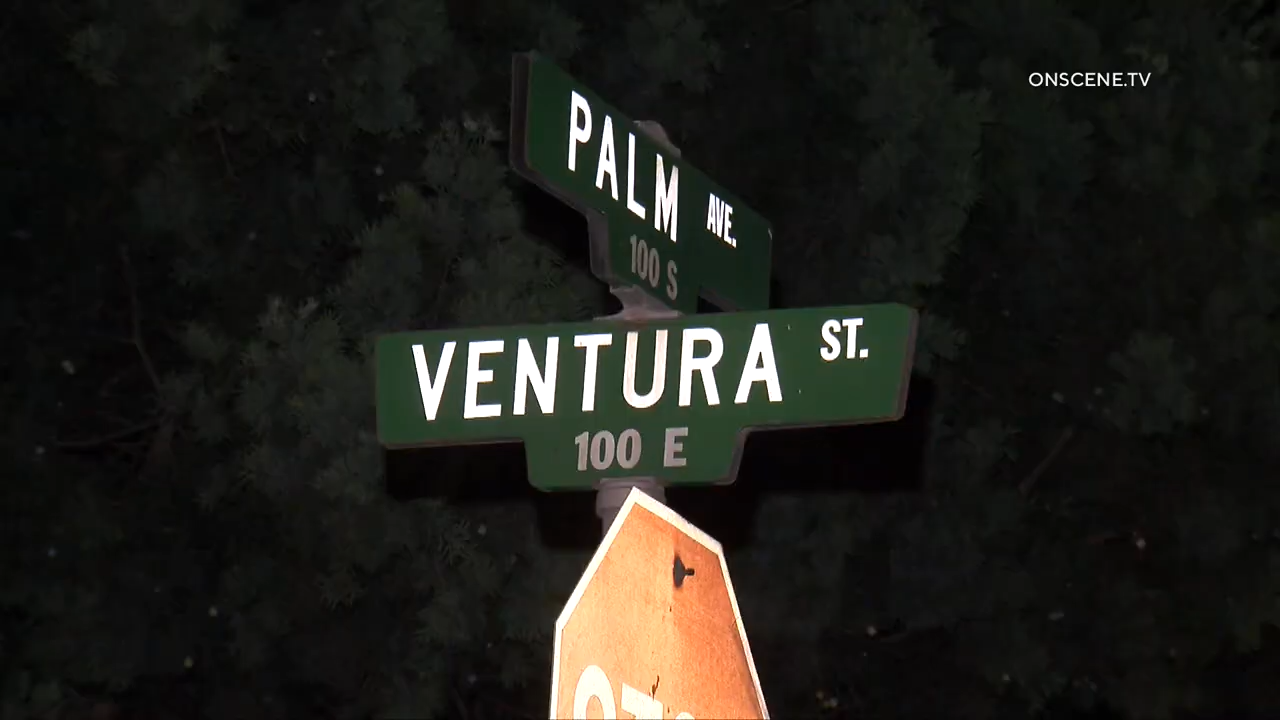 ONSCENE.TV
PALM AVE.
100 S
VENTURA ST.
100 E